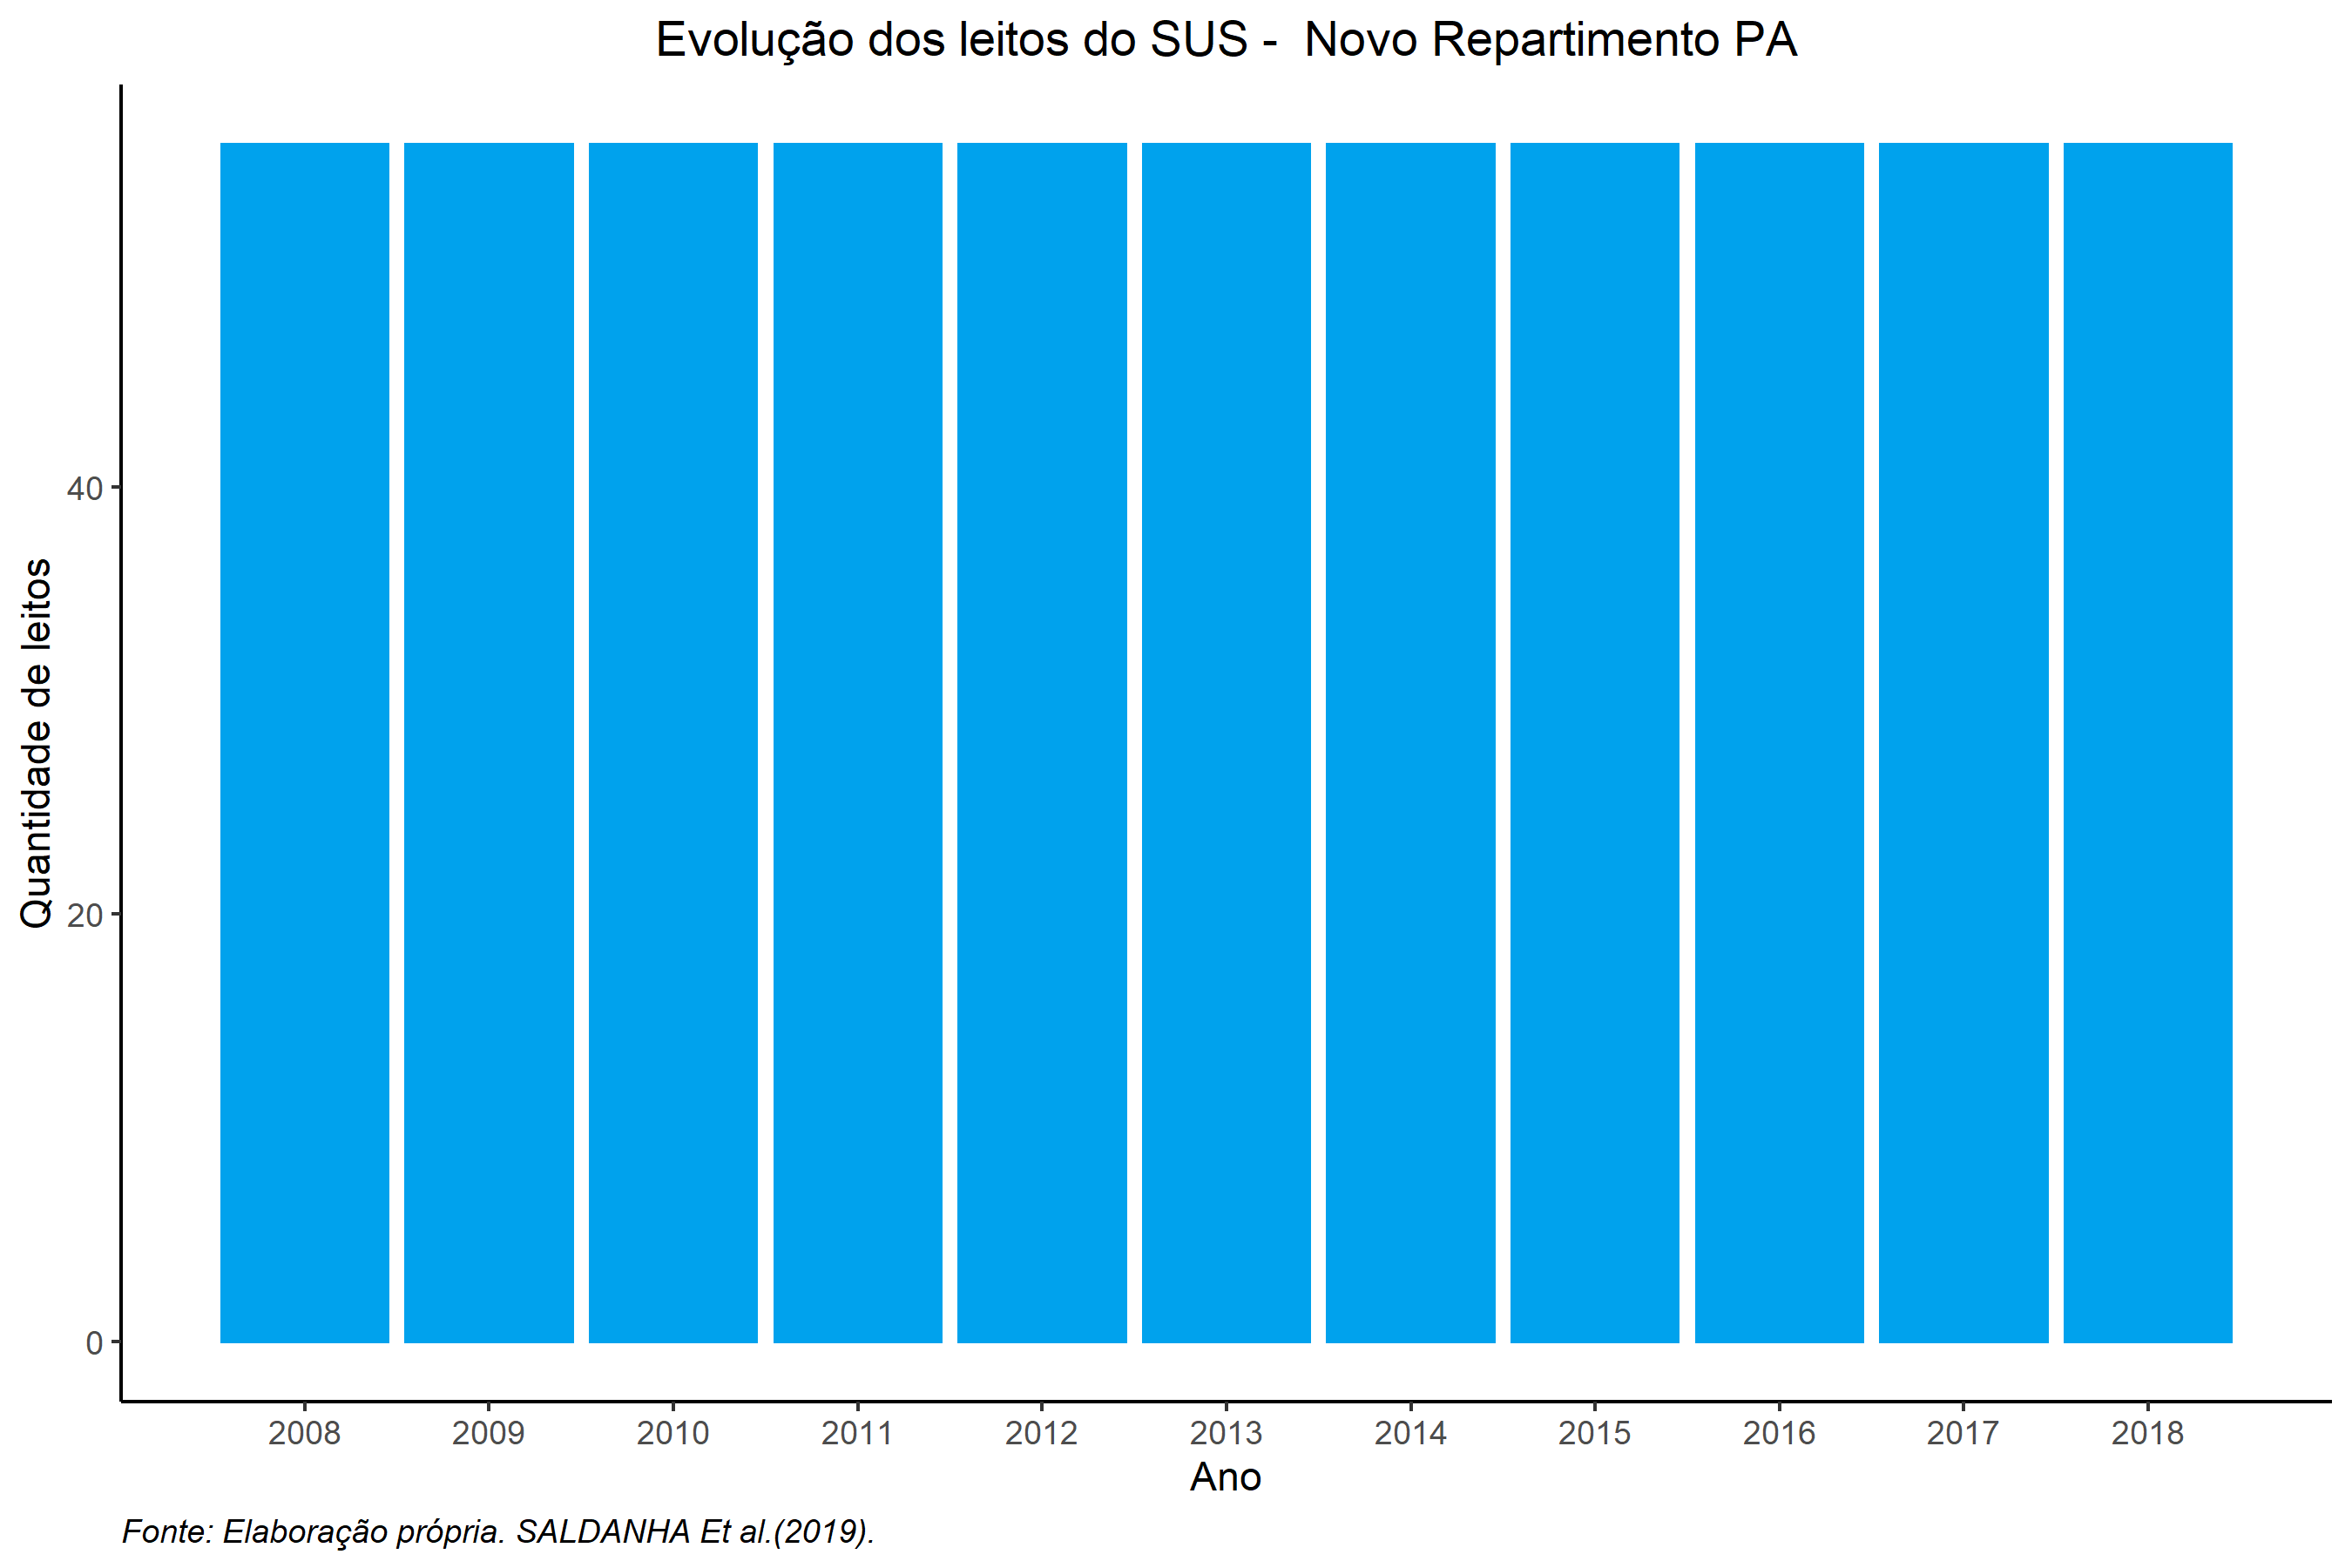 Evolução dos leitos do SUS -  Novo Repartimento PA
Quantidade de leitos
40
20
0
2008 2009 2010 2011 2012 2013 2014 2015 2016 2017 2018
Ano
Fonte: Elaboração própria. SALDANHA Et al.(2019).